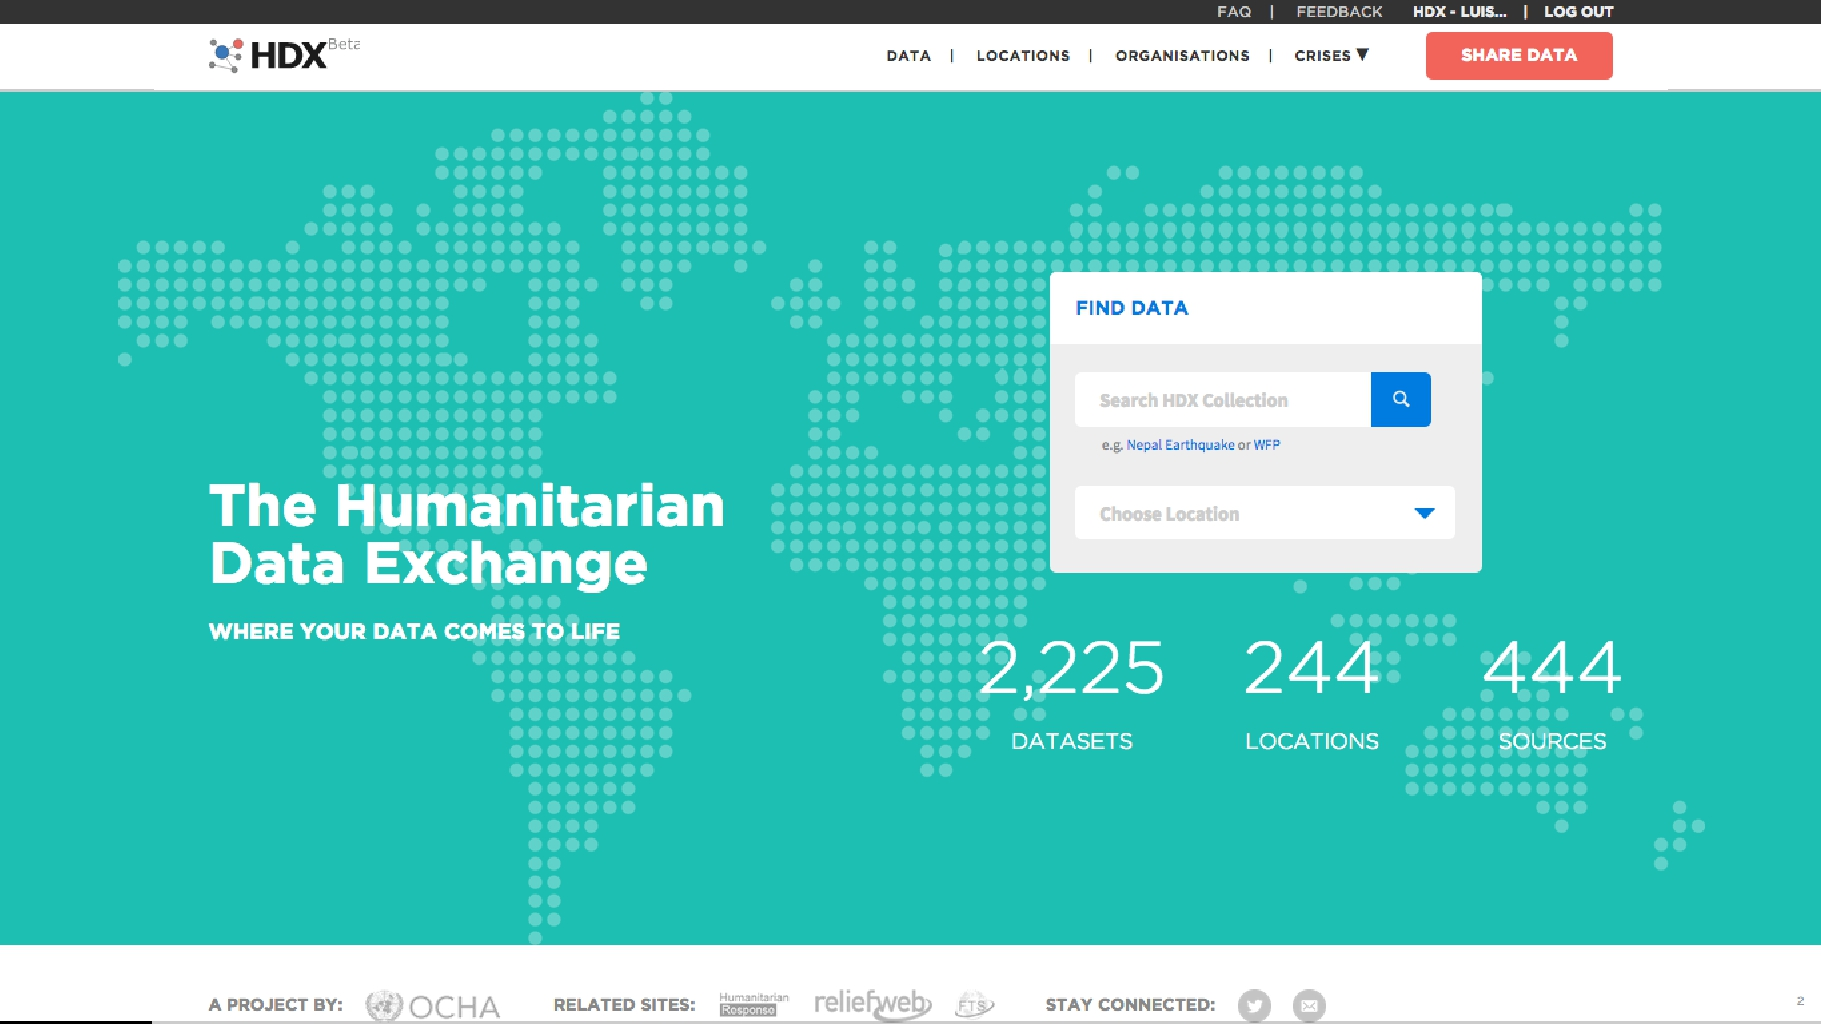 FAQ | FEEDBACK HDX - LUIS... | LOG OUT
HDX Beta
DATA | LOCATIONS | ORGANISATIONS | CRISES ▼
SHARE DATA
FIND DATA
Search HDX Collection
e.g. Nepal Earthquake or WFP
Choose Location
The Humanitarian
Data Exchange
WHERE YOUR DATA COMES TO LIFE
2,225 244 444
DATASETS LOCATIONS SOURCES
A PROJECT BY: OCHA RELATED SITES: Humanitarian Response reliefweb FTS STAY CONNECTED:
2